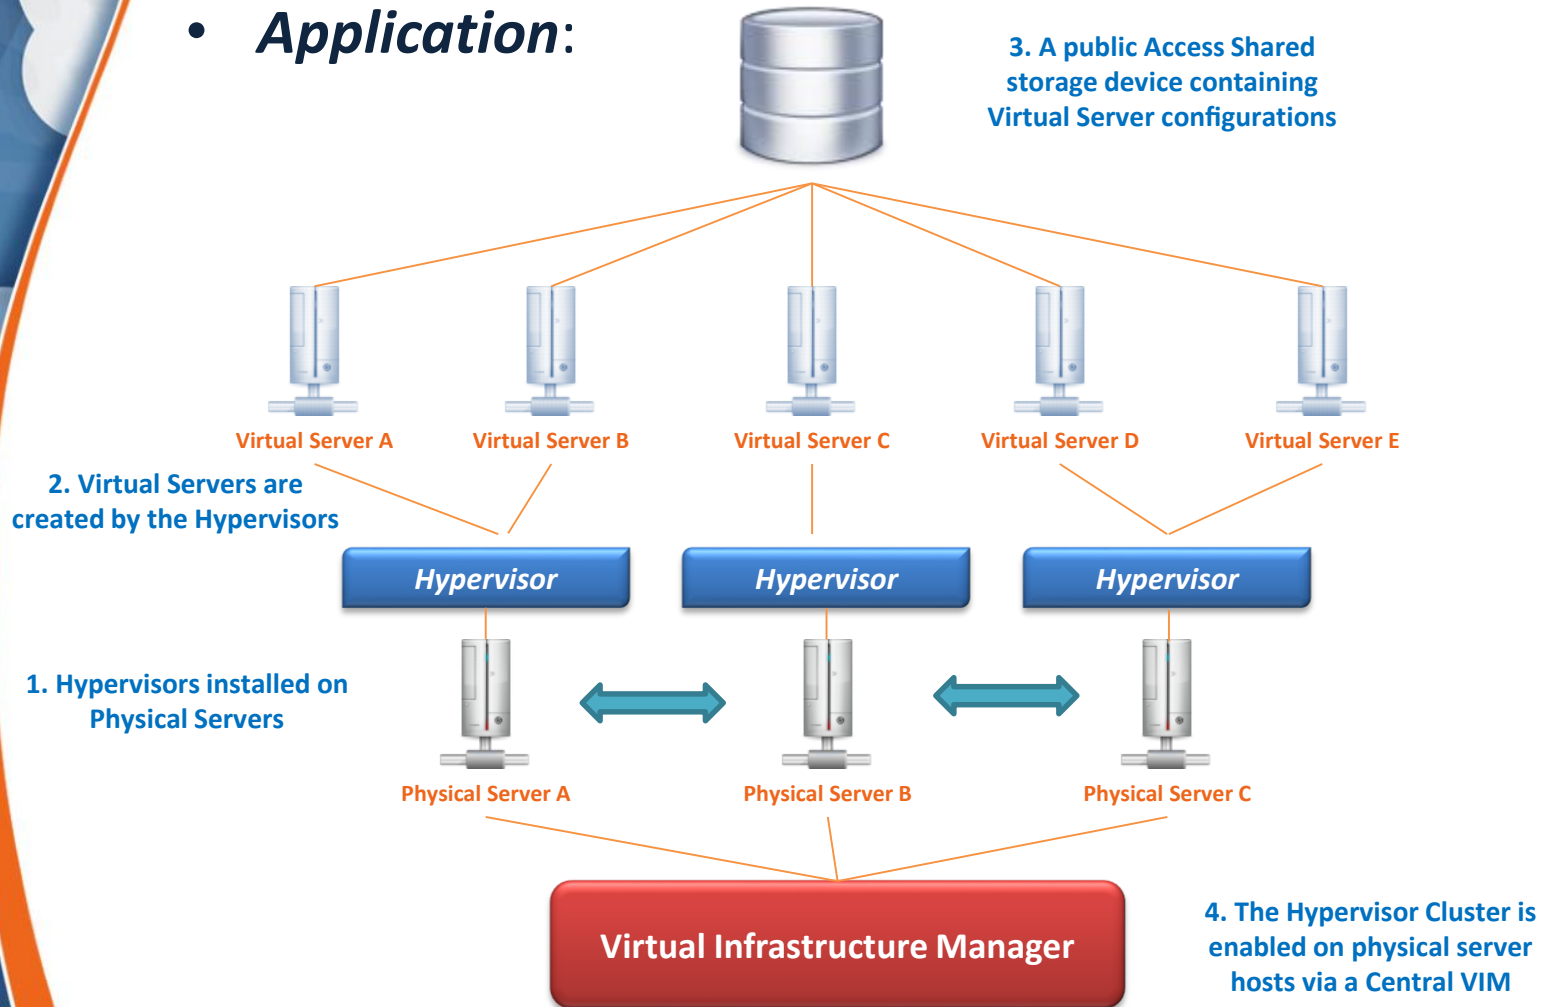 • Application:
3. A public Access Shared
storage device containing
Virtual Server configurations
Virtual Server A
Virtual Server B
Virtual Server C
Virtual Server D
Virtual Server E
2. Virtual Servers are
created by the Hypervisors
Hypervisor
Hypervisor
Hypervisor
1. Hypervisors installed on
Physical Servers
Physical Server A
Physical Server B
Physical Server C
Virtual Infrastructure Manager
4. The Hypervisor Cluster is
enabled on physical server
hosts via a Central VIM